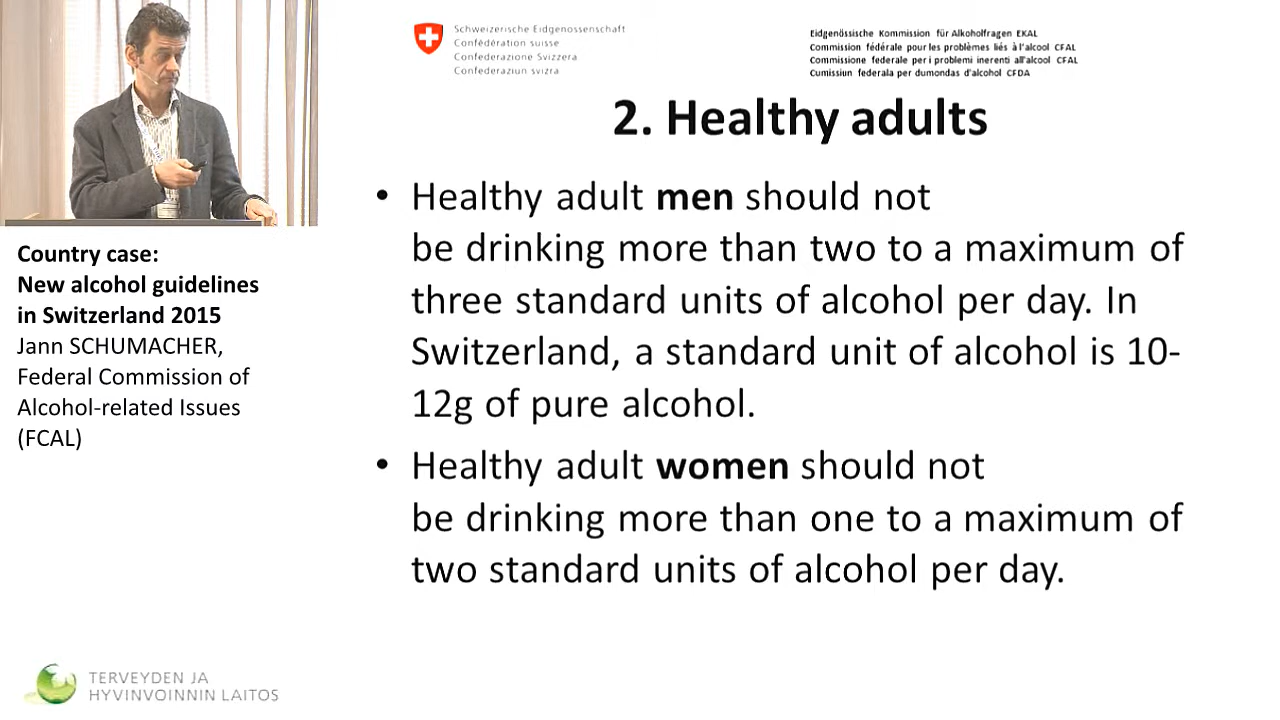 Schweizerische Eidgenossenschaft
Confédération suisse
Confederazione Svizzera
Confederaziun svizra
Eidgenössische Kommission für Alkoholfragen EKAL
Commission fédérale pour les problèmes liés à l'alcool CFAL
Commissione federale per i problemi inerenti all'alcool CFAL
Cumissiun federala per dumondas d'alcohol CFDA
2. Healthy adults
• Healthy adult men should not
be drinking more than two to a maximum of
three standard units of alcohol per day. In
Switzerland, a standard unit of alcohol is 10-
12g of pure alcohol.
• Healthy adult women should not
be drinking more than one to a maximum of
two standard units of alcohol per day.
Country case:
New alcohol guidelines
in Switzerland 2015
Jann SCHUMACHER,
Federal Commission of
Alcohol-related Issues
(FCAL)
TERVEYDEN JA
HYVINVOINNIN LAITOS